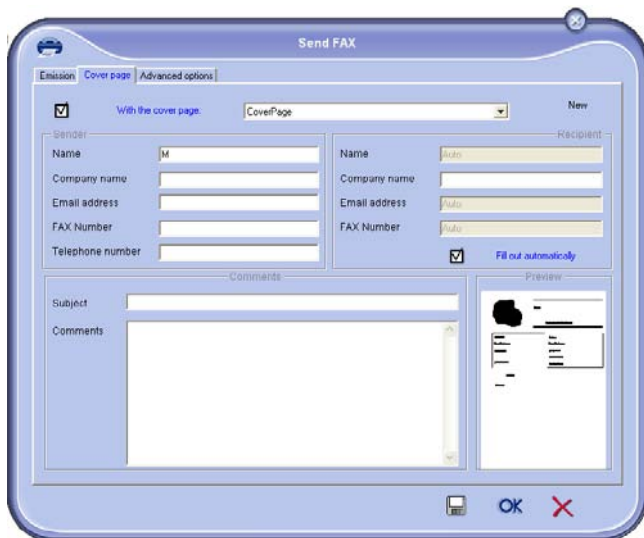 Send FAX
Emission Cover page Advanced options
With the cover page: CoverPage New
Sender
Name M
Company name
Email address
FAX Number
Telephone number
Recipient
Name Auto
Company name
Email address Auto
FAX Number Auto
Fill out automatically
Comments
Subject
Comments
Preview
OK